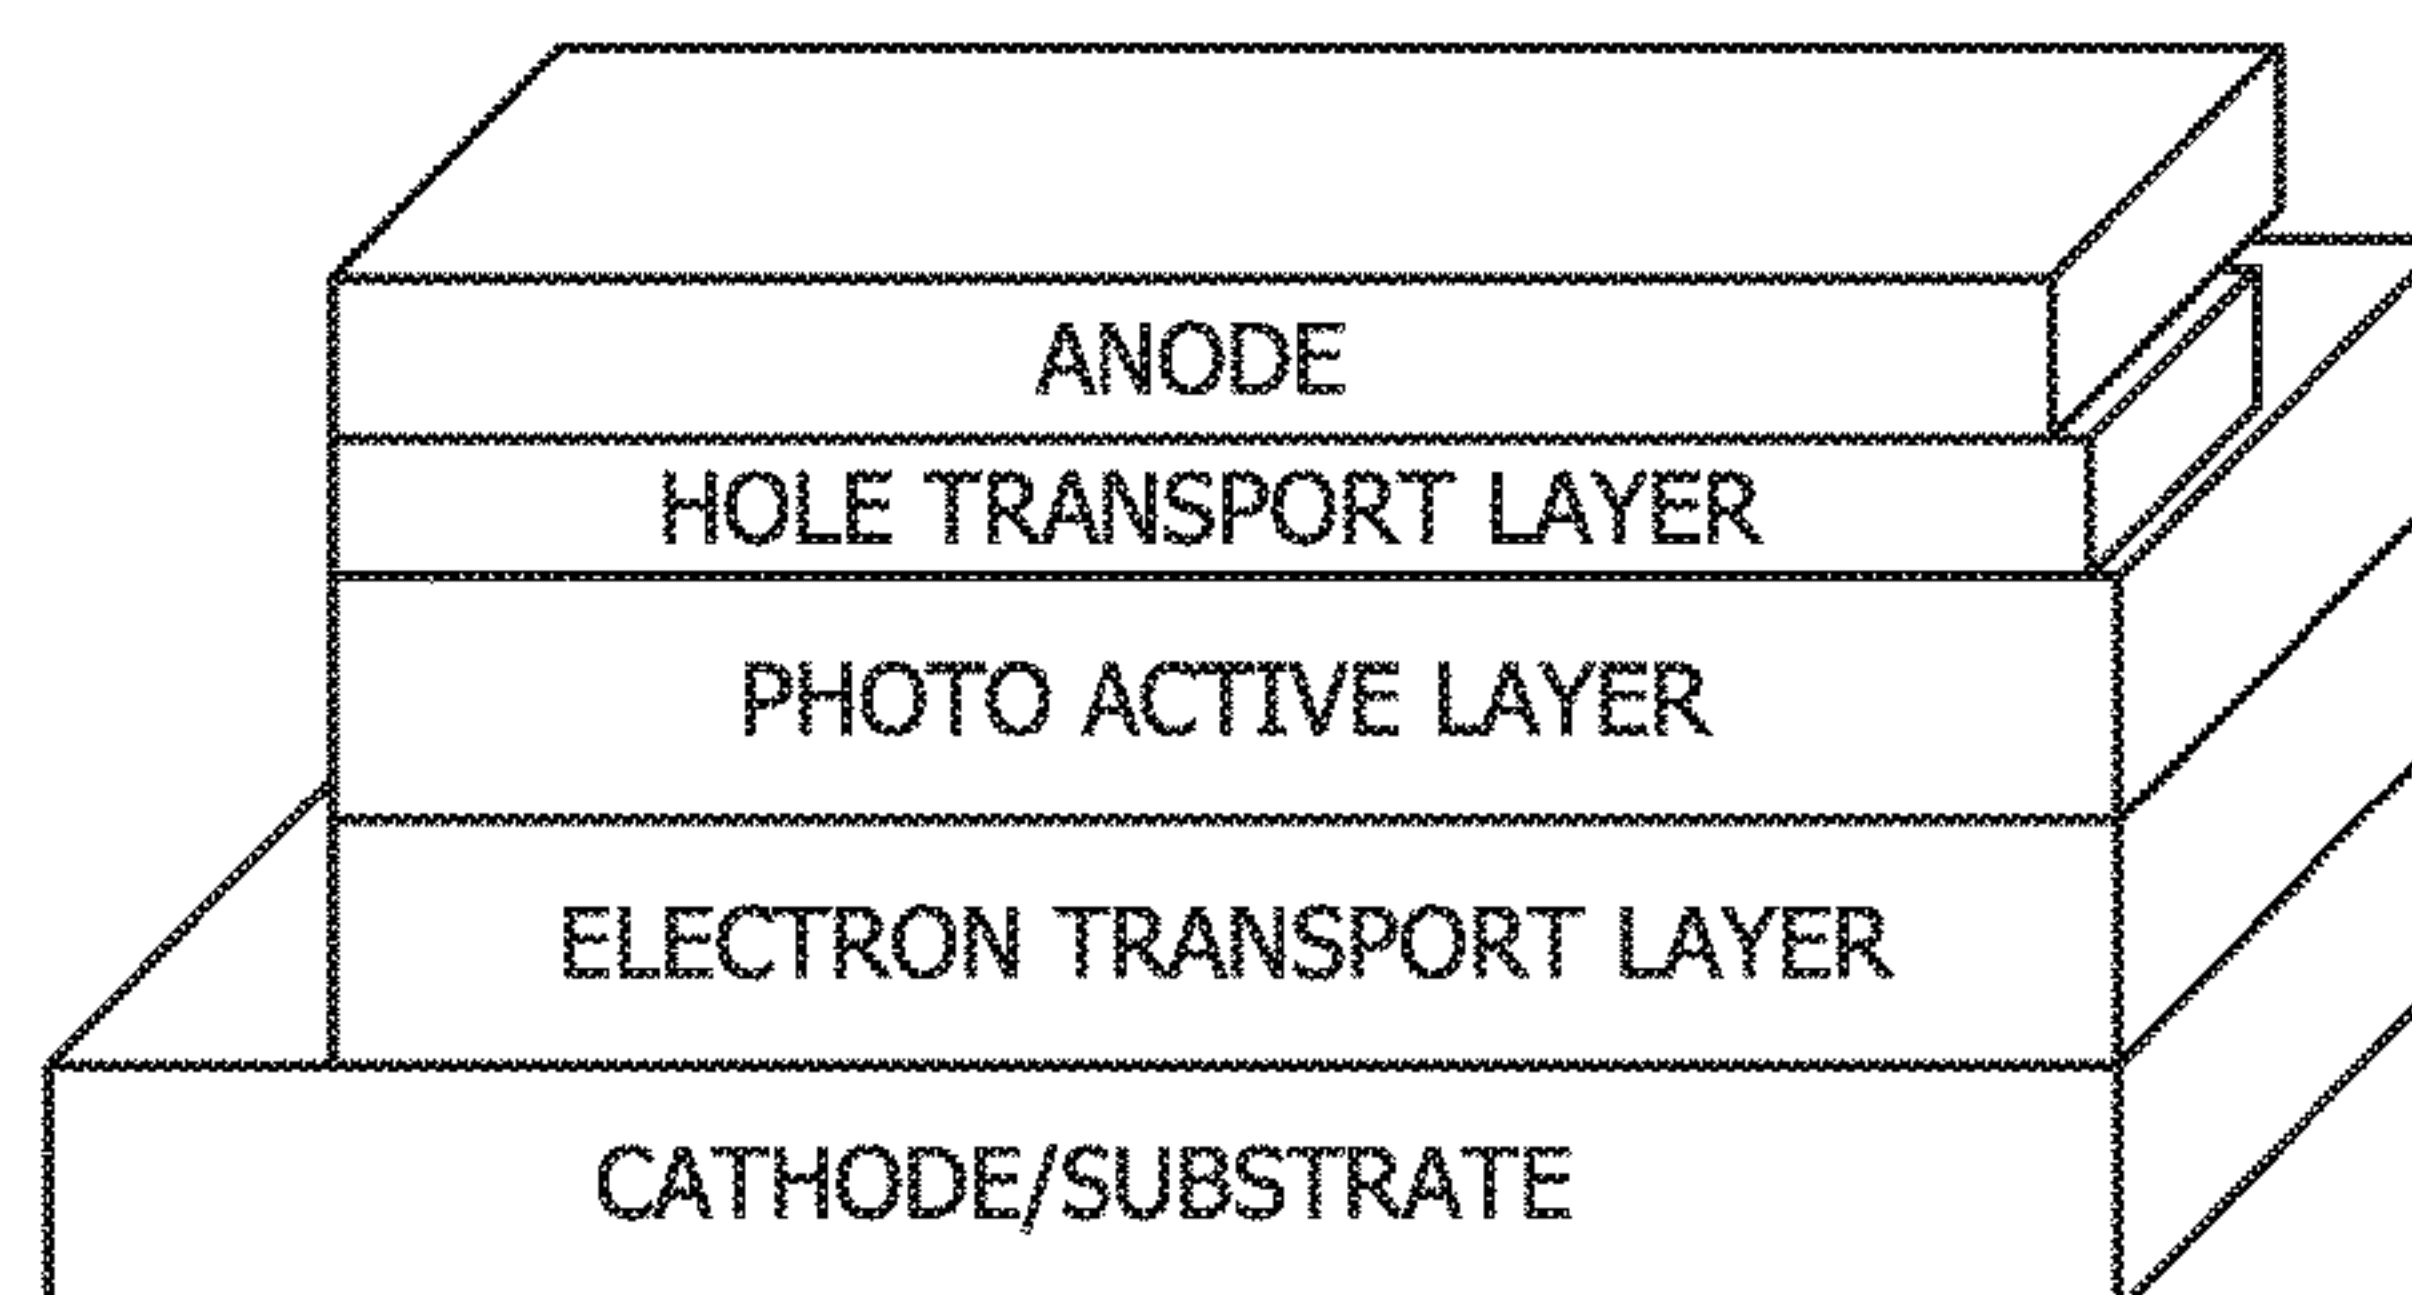 ANODE
HOLE TRANSPORT LAYER
PHOTO ACTIVE LAYER
ELECTRON TRANSPORT LAYER
CATHODE/SUBSTRATE